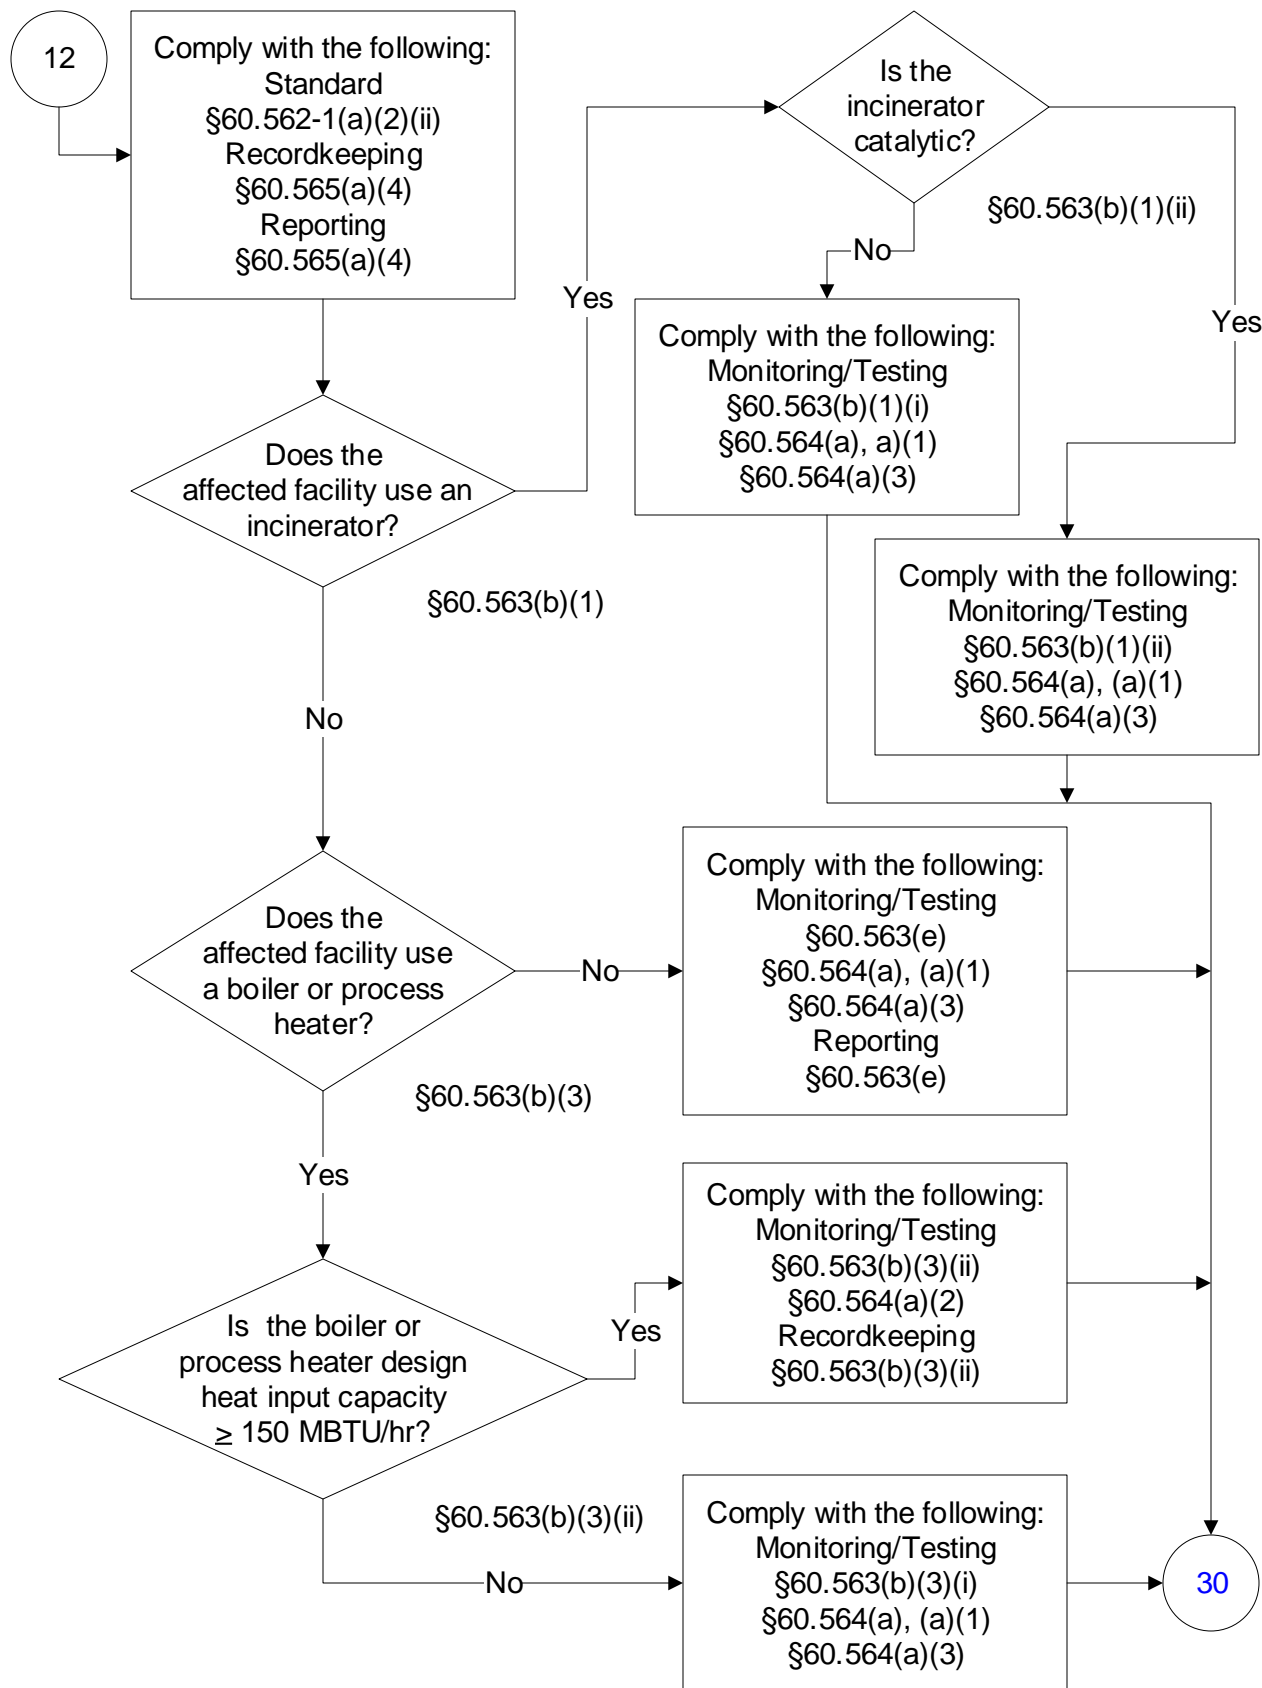 12
Comply with the following:
Standard
§60.562-1(a)(2)(ii)
Recordkeeping
§60.565(a)(4)
Reporting
§60.565(a)(4)
Is the
incinerator
catalytic?
§60.563(b)(1)(ii)
No
Yes
Yes
Comply with the following:
Monitoring/Testing
§60.563(b)(1)(i)
§60.564(a), a)(1)
§60.564(a)(3)
Does the
affected facility use an
incinerator?
§60.563(b)(1)
Comply with the following:
Monitoring/Testing
§60.563(b)(1)(ii)
§60.564(a), (a)(1)
§60.564(a)(3)
No
Does the
affected facility use
a boiler or process
heater?
No
§60.563(b)(3)
Comply with the following:
Monitoring/Testing
§60.563(e)
§60.564(a), (a)(1)
§60.564(a)(3)
Reporting
§60.563(e)
Yes
Is the boiler or
process heater design
heat input capacity
≥ 150 MBTU/hr?
Yes
Comply with the following:
Monitoring/Testing
§60.563(b)(3)(ii)
§60.564(a)(2)
Recordkeeping
§60.563(b)(3)(ii)
§60.563(b)(3)(ii)
No
Comply with the following:
Monitoring/Testing
§60.563(b)(3)(i)
§60.564(a), (a)(1)
§60.564(a)(3)
30